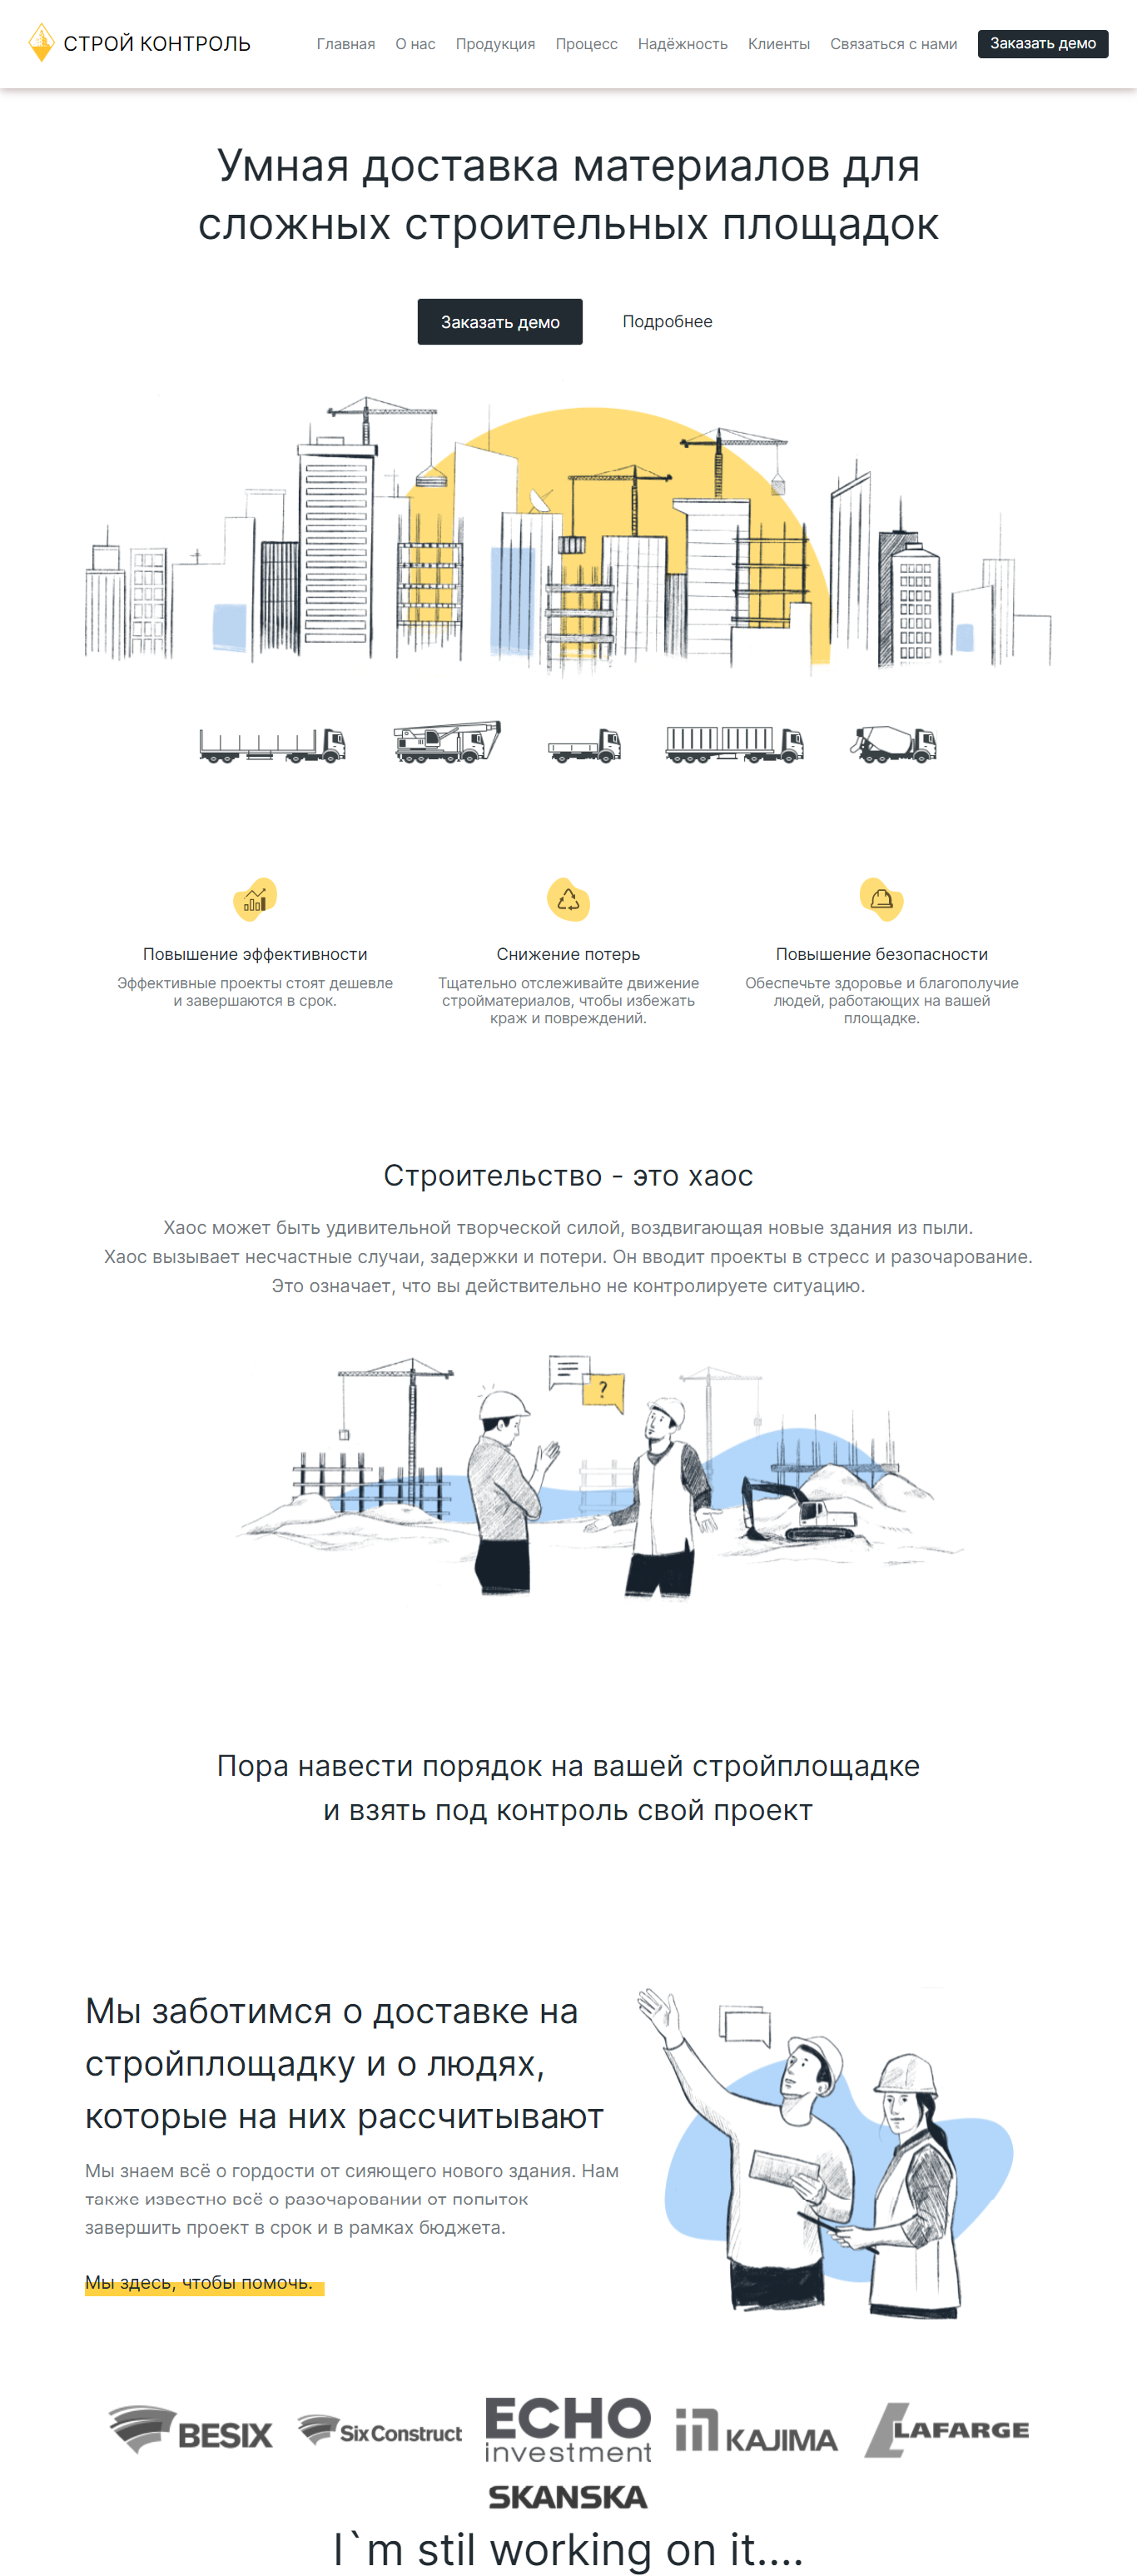 СТРОЙ КОНТРОЛЬ
Главная О нас Продукция Процесс Надёжность Клиенты Связаться с нами Заказать демо
Умная доставка материалов для
сложных строительных площадок
Заказать демо Подробнее
Повышение эффективности
Эффективные проекты стоят дешевле
и завершаются в срок.
Снижение потерь
Тщательно отслеживайте движение
стройматериалов, чтобы избежать
краж и повреждений.
Повышение безопасности
Обеспечьте здоровье и благополучие
людей, работающих на вашей
площадке.
Строительство - это хаос
Хаос может быть удивительной творческой силой, воздвигающая новые здания из пыли.
Хаос вызывает несчастные случаи, задержки и потери. Он вводит проекты в стресс и разочарование.
Это означает, что вы действительно не контролируете ситуацию.
?
Пора навести порядок на вашей стройплощадке
и взять под контроль свой проект
Мы заботимся о доставке на
стройплощадку и о людях,
которые на них рассчитывают
Мы знаем всё о гордости от сияющего нового здания. Нам
также известно всё о разочаровании от попыток
завершить проект в срок и в рамках бюджета.
Мы здесь, чтобы помочь.
BESIX
Six Construct
ECHO
investment
KAJIMA
LAFARGE
SKANSKA
I`m stil working on it....